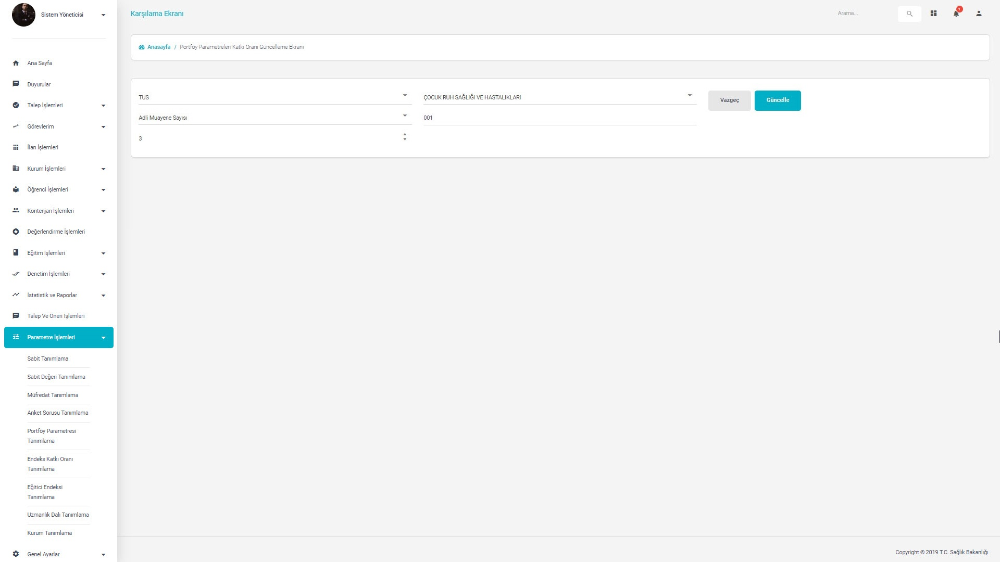 Sistem Yöneticisi
Karşılama Ekranı
Arama...
1
Anasayfa / Portföy Parametreleri Katkı Oranı Güncelleme Ekranı
Ana Sayfa
Duyurular
Talep İşlemleri
Görevlerim
İlan İşlemleri
Kurum İşlemleri
Öğrenci İşlemleri
Kontenjan İşlemleri
Değerlendirme İşlemleri
Eğitim İşlemleri
Denetim İşlemleri
İstatistik ve Raporlar
Talep Ve Öneri İşlemleri
Parametre İşlemleri
Sabit Tanımlama
Sabit Değeri Tanımlama
Müfredat Tanımlama
Anket Sorusu Tanımlama
Portföy Parametresi
Tanımlama
Endeks Katkı Oranı
Tanımlama
Eğitici Endeksi
Tanımlama
Uzmanlık Dalı Tanımlama
Kurum Tanımlama
Genel Ayarlar
TUS
ÇOCUK RUH SAĞLIĞI VE HASTALIKLARI
Vazgeç
Güncelle
Adli Muayene Sayısı
001
3
Copyright © 2019 T.C. Sağlık Bakanlığı